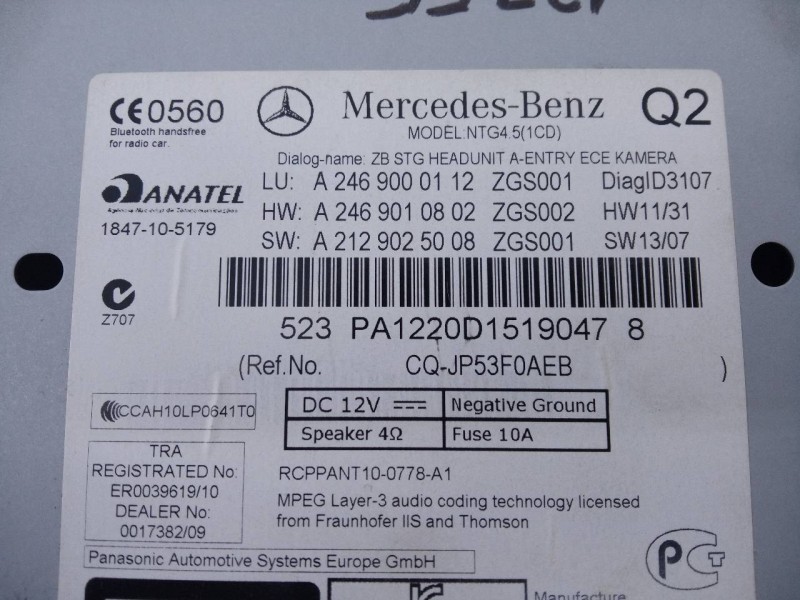 CE0560
Bluetooth handsfree
for radio car.
Mercedes-Benz
Q2
MODEL:NTG4.5(1CD)
Dialog-name: ZB STG HEADUNIT A-ENTRY ECE KAMERA
LU: A 246 900 01 12 ZGS001 DiagID3107
HW: A 246 901 08 02 ZGS002 HW11/31
SW: A 212 902 50 08 ZGS001 SW13/07
ANATEL
1847-10-5179
Z707
523 PA1220D1519047 8
(Ref.No. CQ-JP53F0AEB )
CCAH10LP0641T0
DC 12V Negative Ground
Speaker 4Ω Fuse 10A
TRA
REGISTRATED No:
ER0039619/10
DEALER No:
0017382/09
RCPPANT10-0778-A1
MPEG Layer-3 audio coding technology licensed
from Fraunhofer IIS and Thomson
Panasonic Automotive Systems Europe GmbH
Manufacture